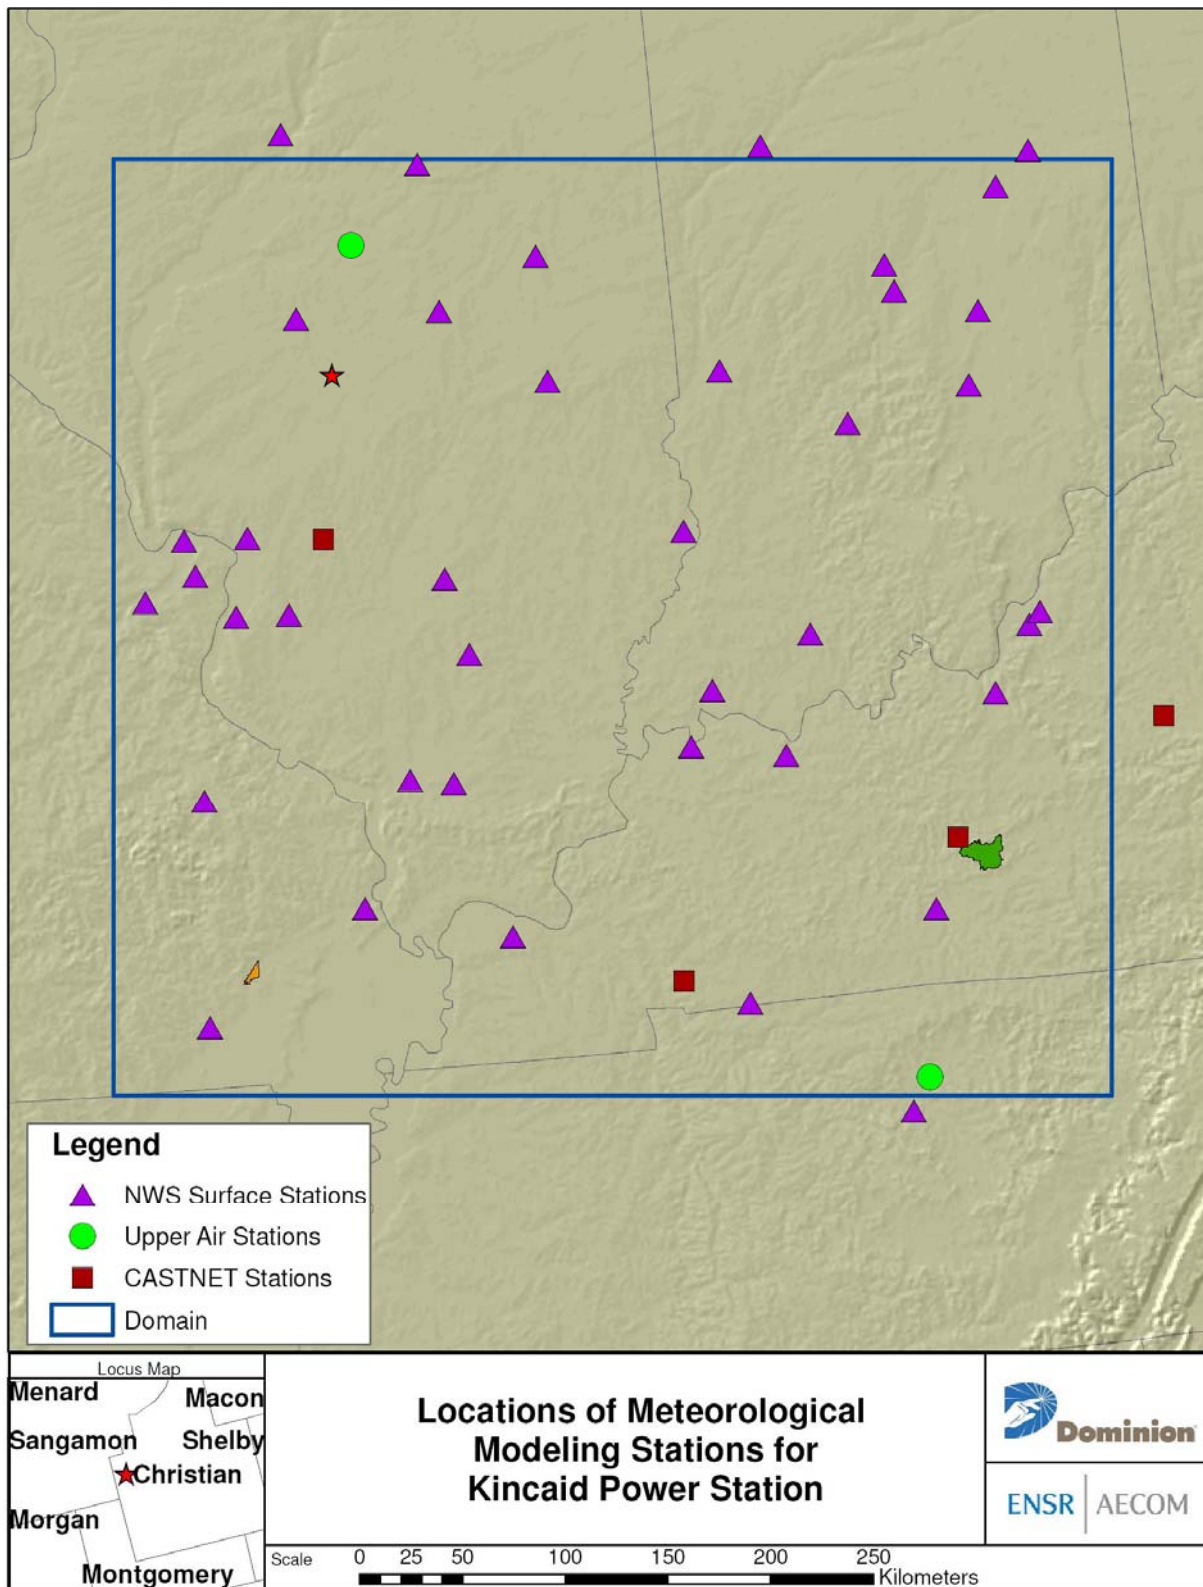 Legend
NWS Surface Stations
Upper Air Stations
CASTNET Stations
Domain
Locus Map
Menard
Macon
Sangamon
Shelby
Christian
Morgan
Montgomery
Locations of Meteorological
Modeling Stations for
Kincaid Power Station
Dominion
ENSR AECOM
Scale 0 25 50 100 150 200 250
Kilometers